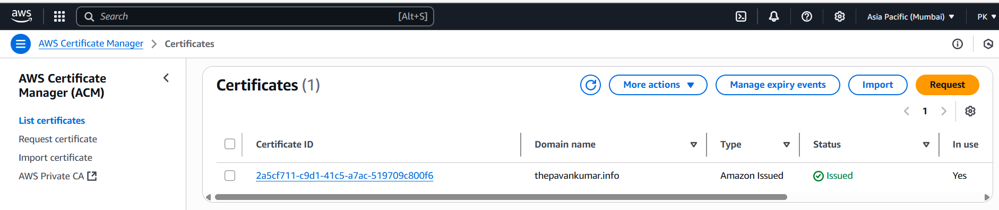 aws
Search [Alt+S]
Asia Pacific (Mumbai) PK
AWS Certificate Manager Certificates
AWS Certificate
Manager (ACM)
List certificates
Request certificate
Import certificate
AWS Private CA
Certificates (1)
More actions Manage expiry events Import Request
1
Certificate ID Domain name Type Status In use
2a5cf711-c9d1-41c5-a7ac-519709c800f6 thepavankumar.info Amazon Issued Issued Yes